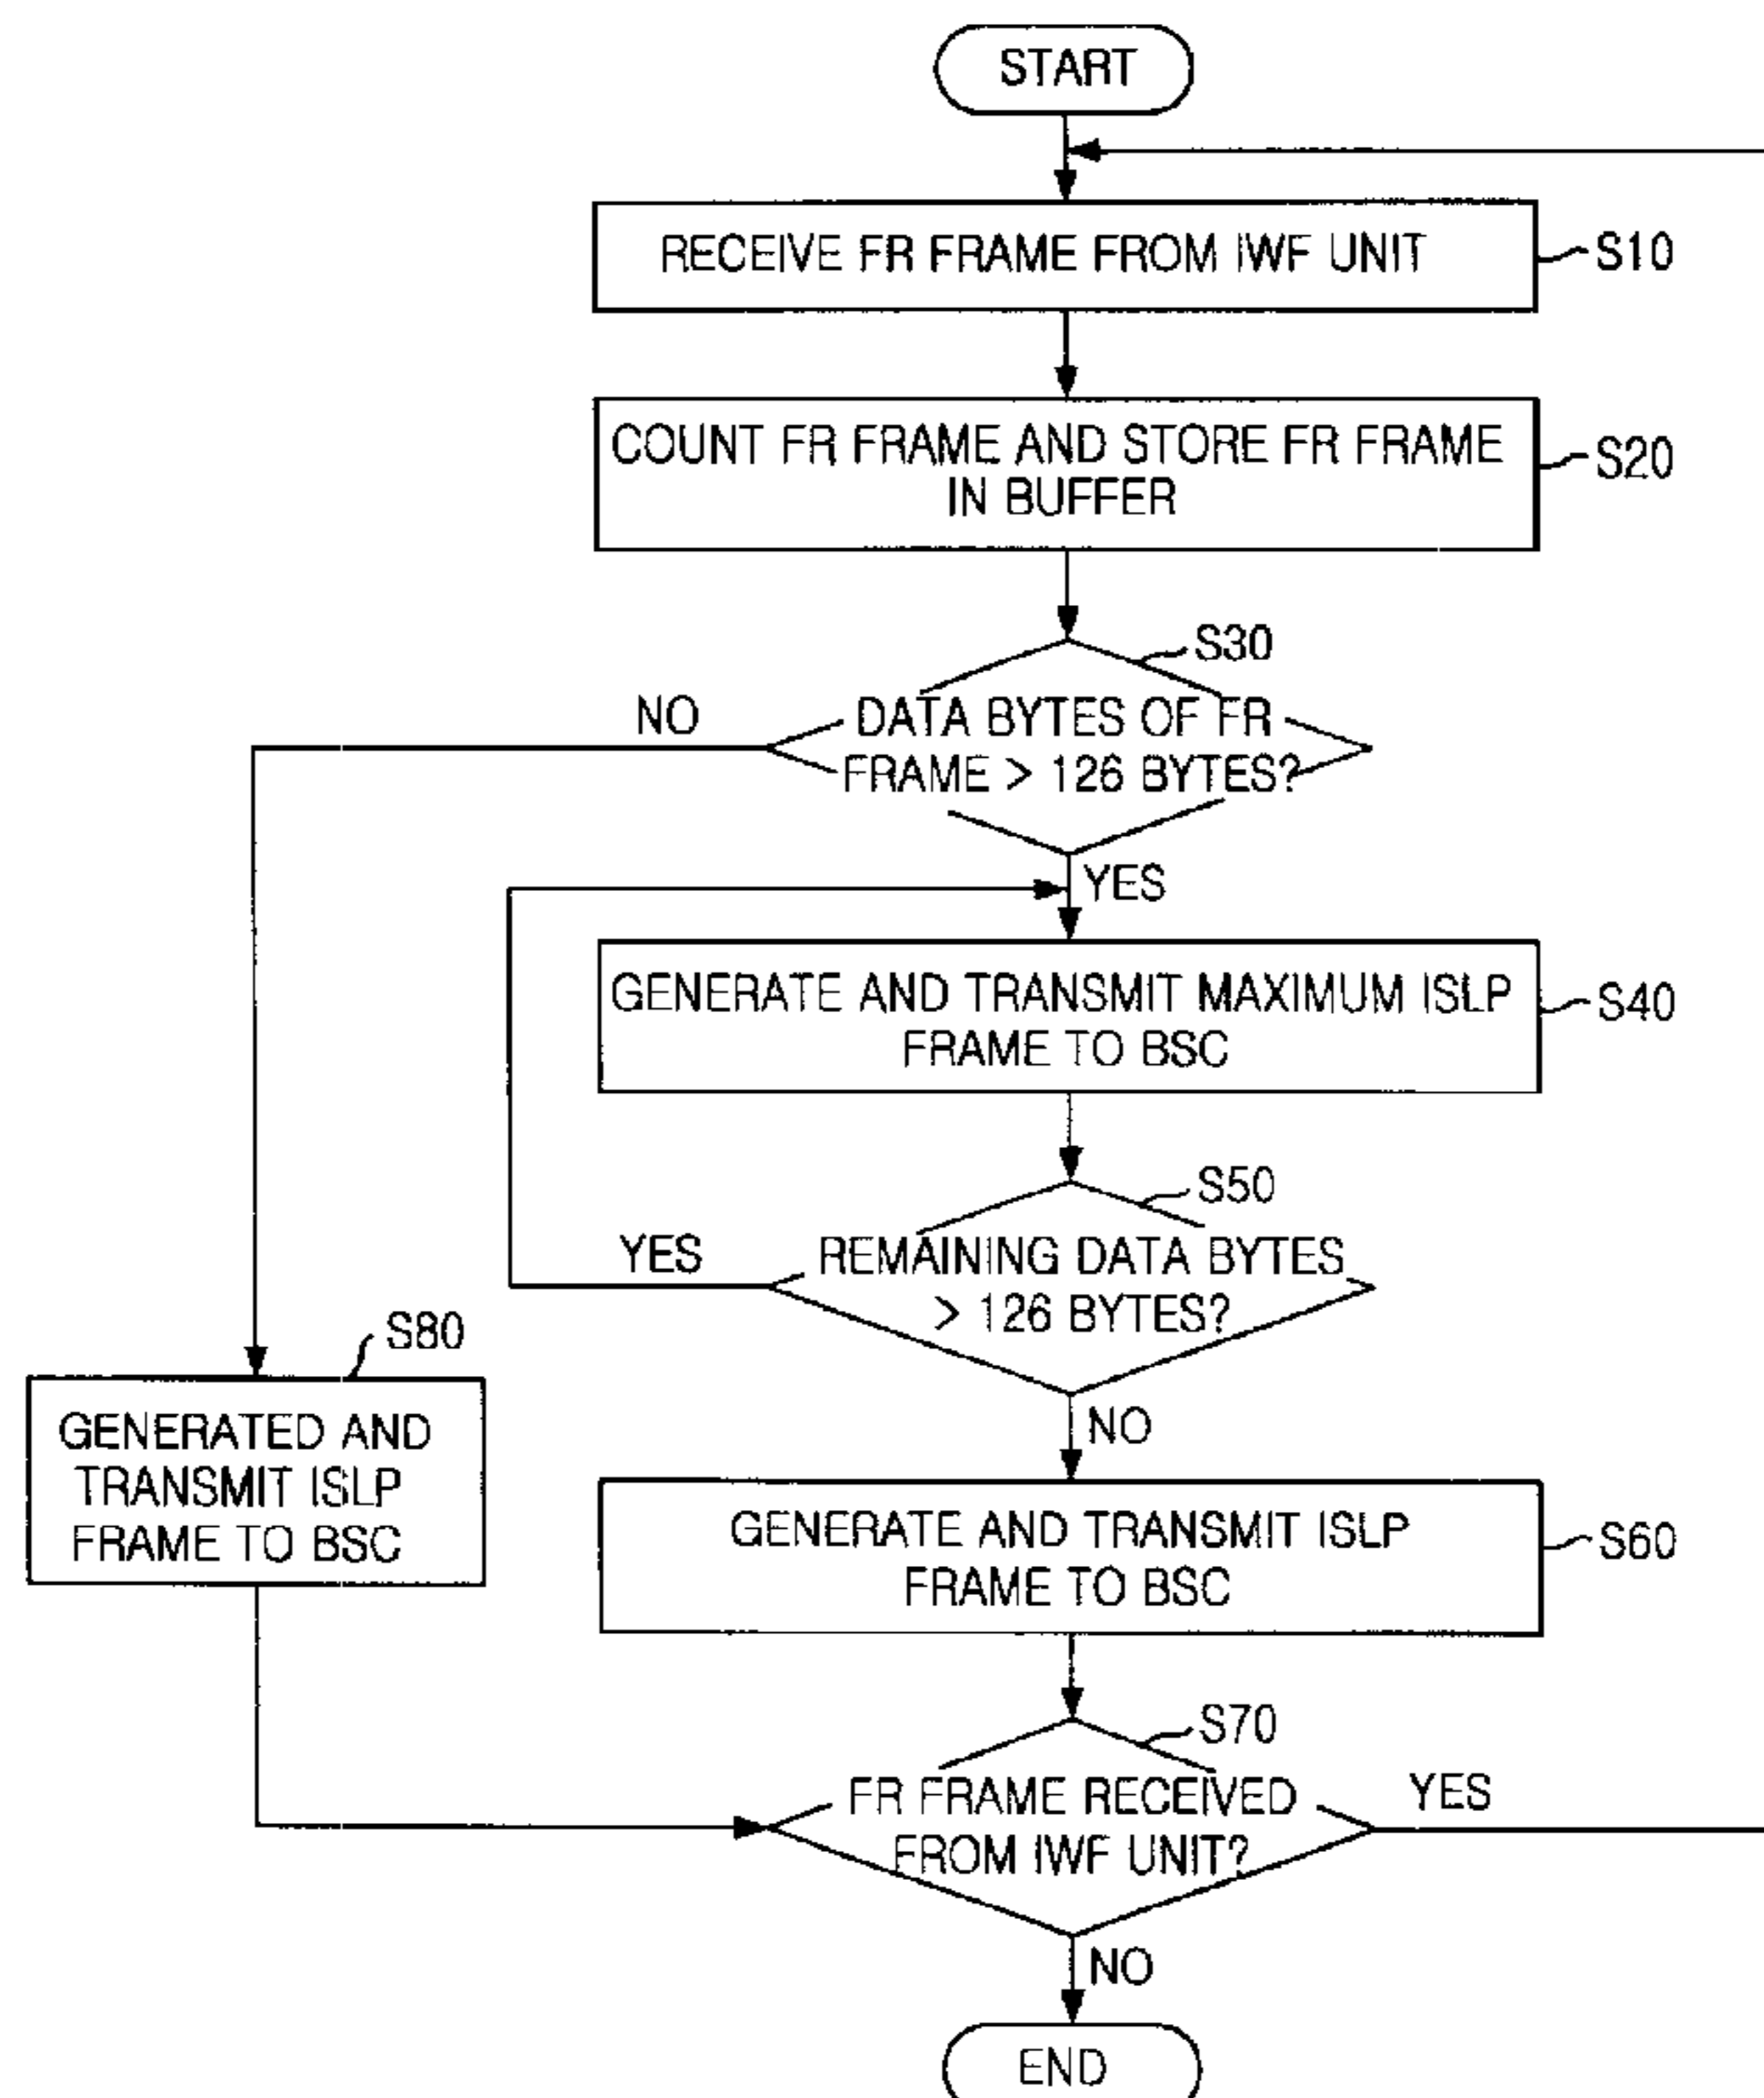 START
RECEIVE FR FRAME FROM IWF UNIT
S10
COUNT FR FRAME AND STORE FR FRAME
IN BUFFER
S20
S30
DATA BYTES OF FR
FRAME > 126 BYTES?
NO
YES
GENERATE AND TRANSMIT MAXIMUM ISLP
FRAME TO BSC
S40
S50
REMAINING DATA BYTES
> 126 BYTES?
YES
NO
S80
GENERATED AND
TRANSMIT ISLP
FRAME TO BSC
GENERATE AND TRANSMIT ISLP
FRAME TO BSC
S60
S70
FR FRAME RECEIVED
FROM IWF UNIT?
YES
NO
END